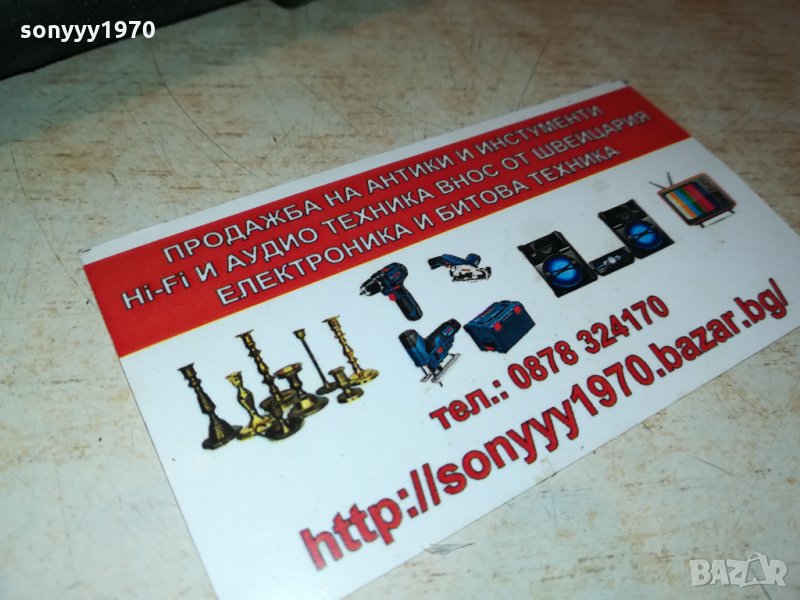 sonyyy1970
ПРОДАЖБА НА АНТИКИ И ИНСТУМЕНТИ
Hi-Fi И АУДИО ТЕХНИКА ВНОС ОТ ШВЕЙЦАРИЯ
ЕЛЕКТРОНИКА И БИТОВА ТЕХНИКА
тел.: 0878 324170
http://sonyyy1970.bazar.bg/
BAZAR